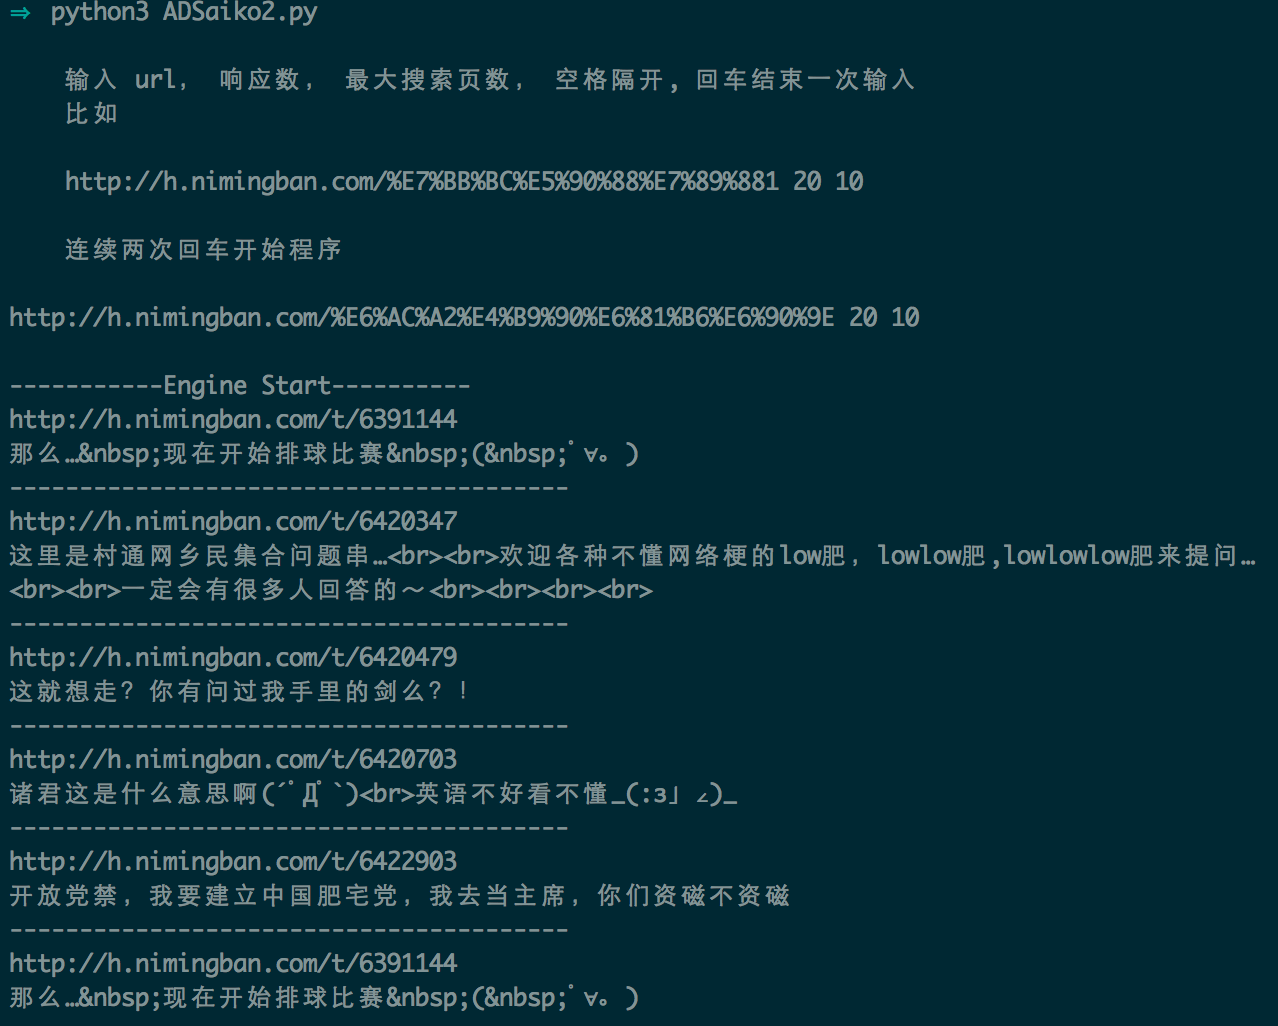 ⇒ python3 ADSaiko2.py
输入 url， 响应数， 最大搜索页数， 空格隔开，回车结束一次输入
比如
http://h.nimingban.com/%E7%BB%BC%E5%90%88%E7%89%881 20 10
连续两次回车开始程序
http://h.nimingban.com/%E6%AC%A2%E4%B9%90%E6%81%B6%E6%90%9E 20 10
-----------Engine Start----------
http://h.nimingban.com/t/6391144
那么…&nbsp;现在开始排球比赛&nbsp;(&nbsp;ﾟ∀。)
----------------------------------------
http://h.nimingban.com/t/6420347
这里是村通网乡民集合问题串…<br><br>欢迎各种不懂网络梗的low肥，lowlow肥,lowlowlow肥来提问…
<br><br>一定会有很多人回答的～<br><br><br><br>
----------------------------------------
http://h.nimingban.com/t/6420479
这就想走？你有问过我手里的剑么？！
----------------------------------------
http://h.nimingban.com/t/6420703
诸君这是什么意思啊(´ﾟДﾟ`)<br>英语不好看不懂_(:з」∠)_
----------------------------------------
http://h.nimingban.com/t/6422903
开放党禁，我要建立中国肥宅党，我去当主席，你们资磁不资磁
----------------------------------------
http://h.nimingban.com/t/6391144
那么…&nbsp;现在开始排球比赛&nbsp;(&nbsp;ﾟ∀。)